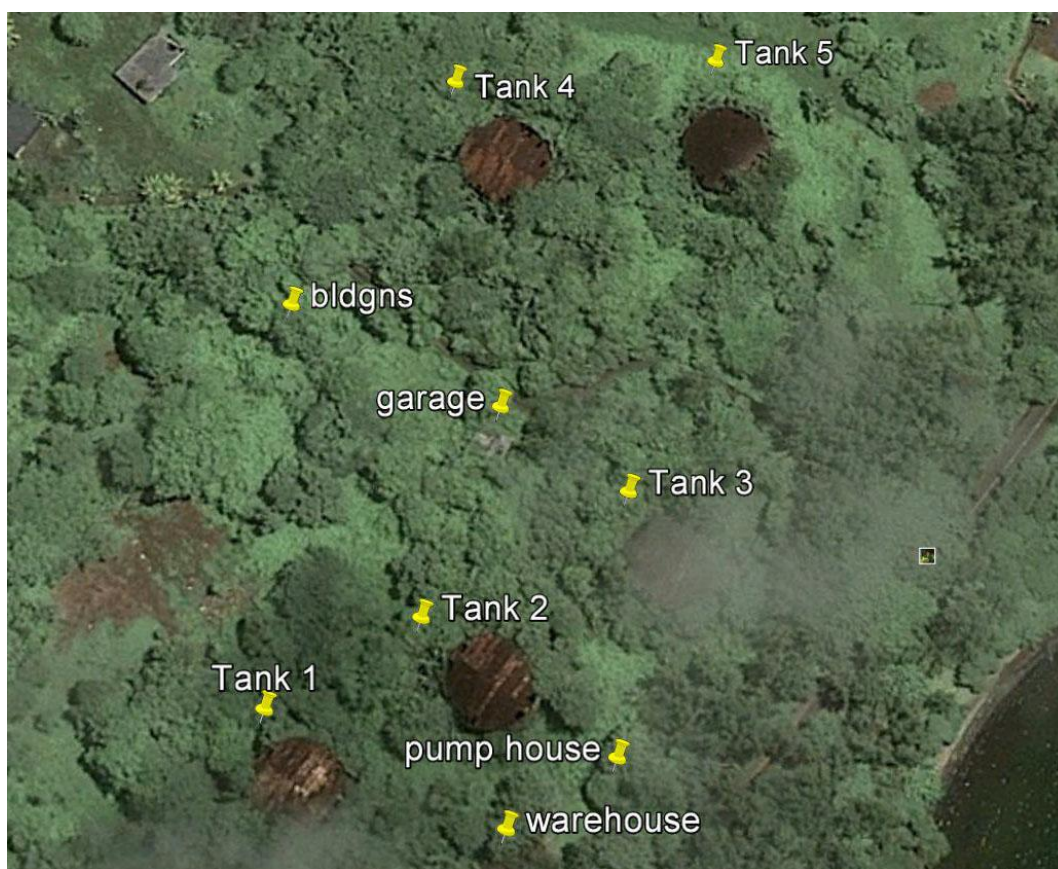 Tank 5
Tank 4
bldgns
garage
Tank 3
Tank 2
Tank 1
pump house
warehouse